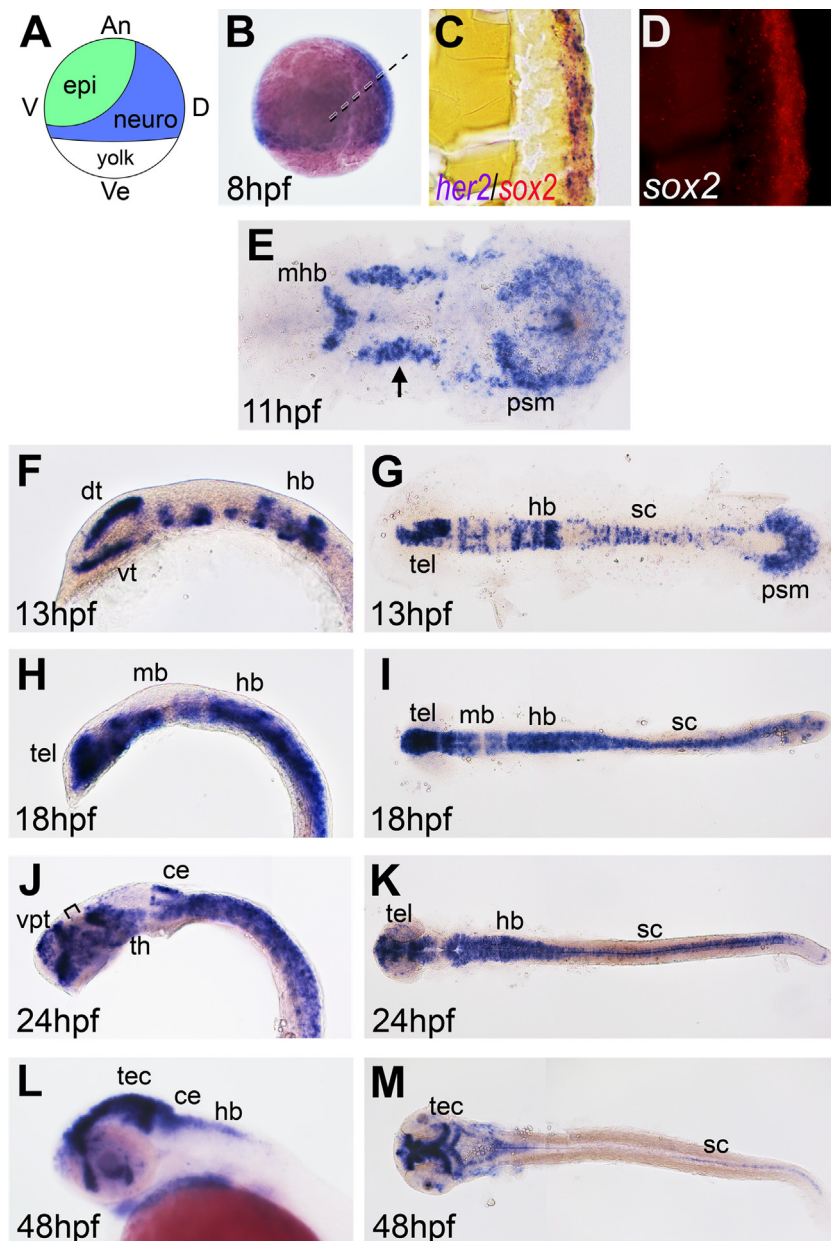 A
An
epi
V
neuro
D
yolk
Ve
B
8hpf
C
her2/sox2
D
sox2
E
mhb
11hpf
psm
F
dt
hb
vt
13hpf
G
hb
sc
tel
psm
13hpf
H
mb
hb
tel
18hpf
I
tel
mb
hb
sc
18hpf
J
ce
vpt
th
24hpf
K
tel
hb
sc
24hpf
L
tec
ce
hb
48hpf
M
tec
sc
48hpf